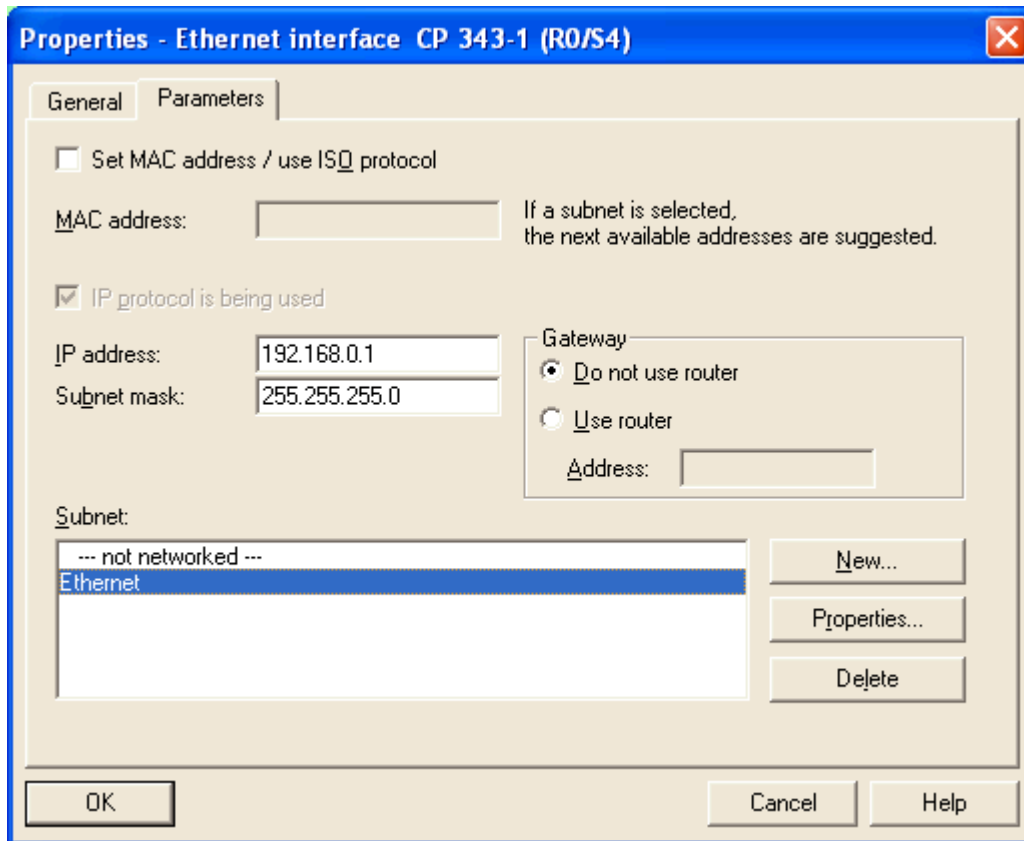 Properties - Ethernet interface CP 343-1 (R0/S4)
General
Parameters
Set MAC address / use ISO protocol
MAC address:
If a subnet is selected,
the next available addresses are suggested.
IP protocol is being used
IP address:
192.168.0.1
Subnet mask:
255.255.255.0
Gateway
Do not use router
Use router
Address:
Subnet:
--- not networked ---
Ethernet
New...
Properties...
Delete
OK
Cancel
Help